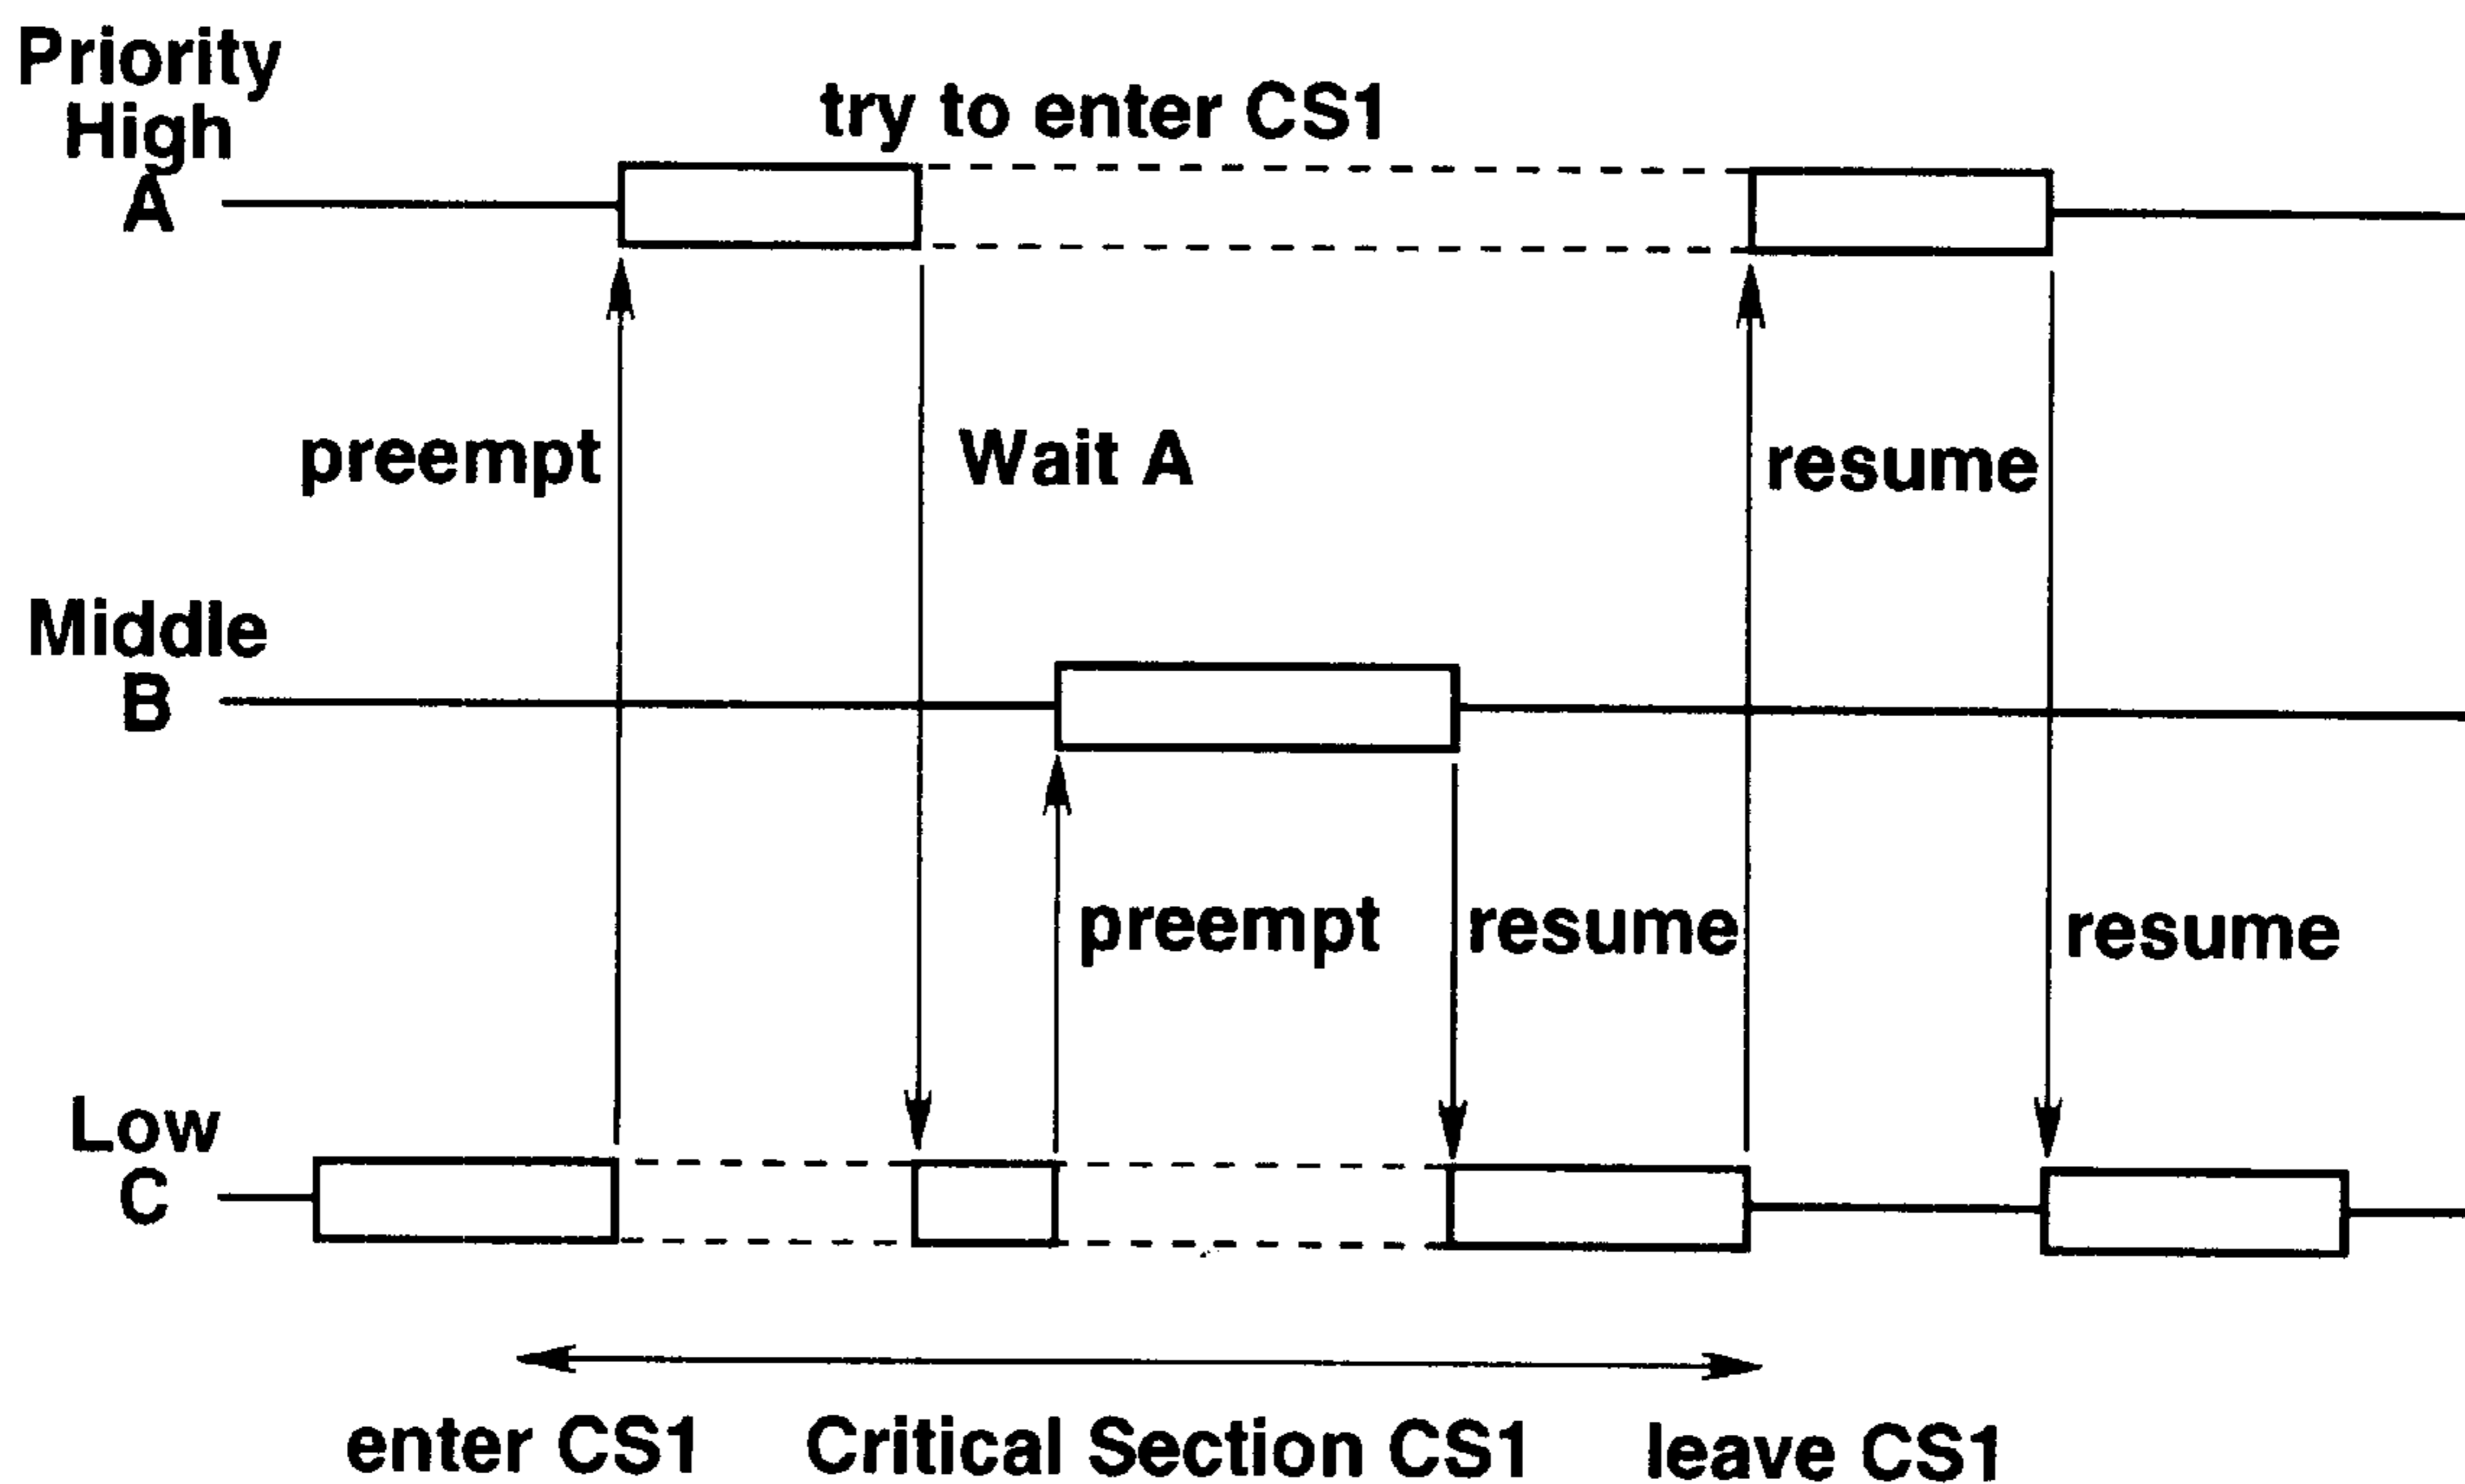 Priority
High
A
try to enter CS1
preempt
Wait A
resume
Middle
B
preempt
resume
resume
Low
C
enter CS1
Critical Section CS1
leave CS1